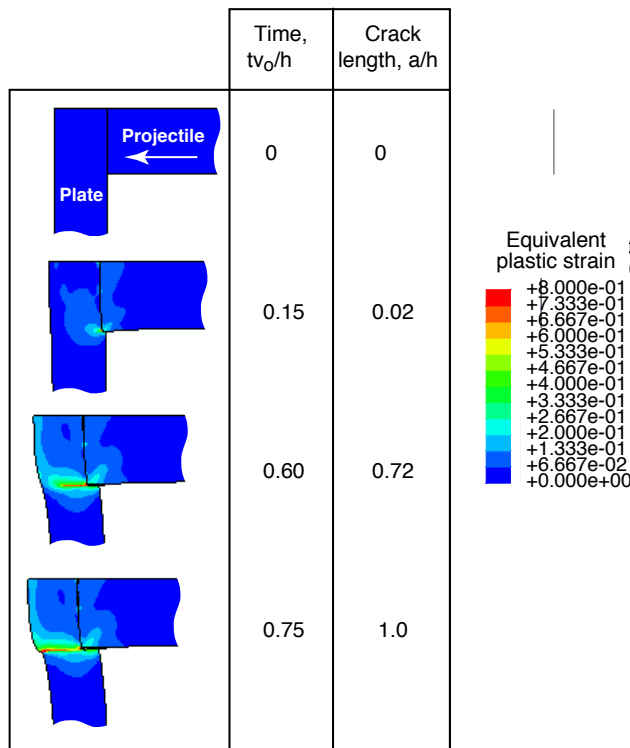 Time,
tv₀/h
Crack
length, a/h
Projectile
Plate
0
0
0.15
0.02
0.60
0.72
0.75
1.0
Equivalent
plastic strain
+8.000e-01
+7.333e-01
+6.667e-01
+6.000e-01
+5.333e-01
+4.667e-01
+4.000e-01
+3.333e-01
+2.667e-01
+2.000e-01
+1.333e-01
+6.667e-02
+0.000e+00